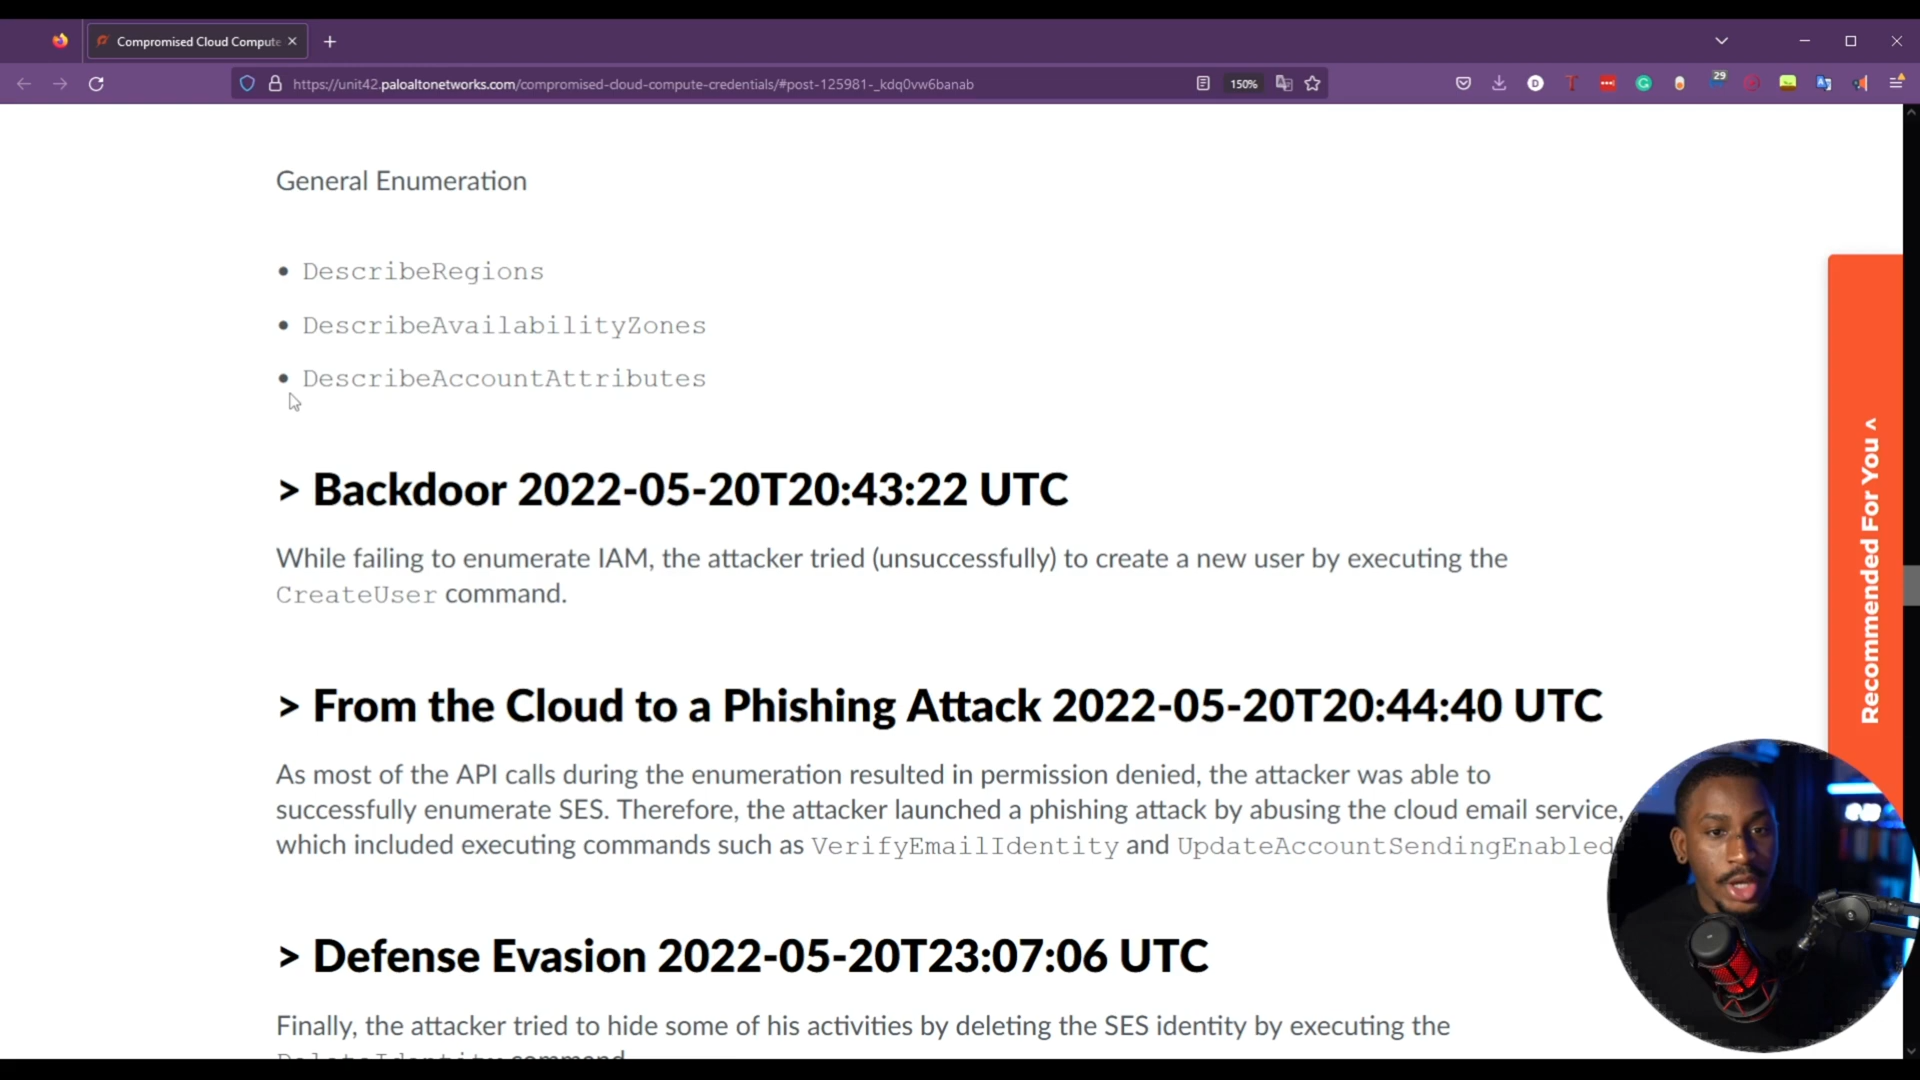 Compromised Cloud Compute
https://unit42.paloaltonetworks.com/compromised-cloud-compute-credentials/#post-125981-_kdq0vw6banab
150%
29
General Enumeration
• DescribeRegions
• DescribeAvailabilityZones
• DescribeAccountAttributes
> Backdoor 2022-05-20T20:43:22 UTC
While failing to enumerate IAM, the attacker tried (unsuccessfully) to create a new user by executing the
CreateUser command.
> From the Cloud to a Phishing Attack 2022-05-20T20:44:40 UTC
As most of the API calls during the enumeration resulted in permission denied, the attacker was able to
successfully enumerate SES. Therefore, the attacker launched a phishing attack by abusing the cloud email service,
which included executing commands such as VerifyEmailIdentity and UpdateAccountSendingEnabled
> Defense Evasion 2022-05-20T23:07:06 UTC
Finally, the attacker tried to hide some of his activities by deleting the SES identity by executing the
DeleteIdentity command
Recommended For You ^